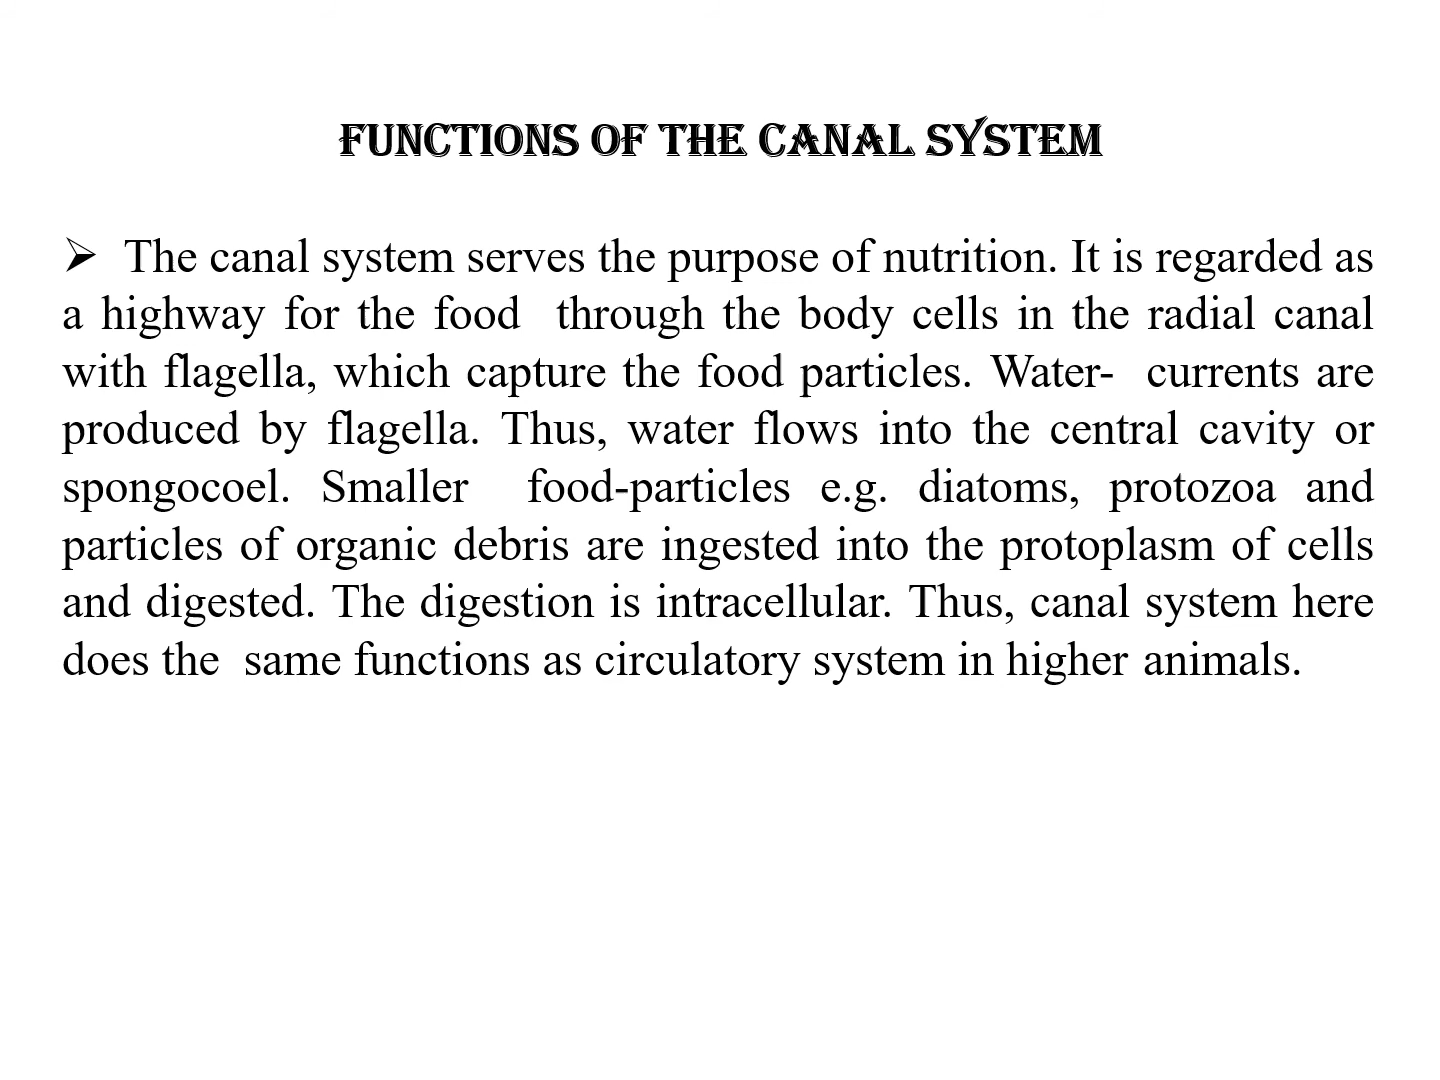 FUNCTIONS OF THE CANAL SYSTEM
➢ The canal system serves the purpose of nutrition. It is regarded as
a highway for the food through the body cells in the radial canal
with flagella, which capture the food particles. Water- currents are
produced by flagella. Thus, water flows into the central cavity or
spongocoel. Smaller food-particles e.g. diatoms, protozoa and
particles of organic debris are ingested into the protoplasm of cells
and digested. The digestion is intracellular. Thus, canal system here
does the same functions as circulatory system in higher animals.